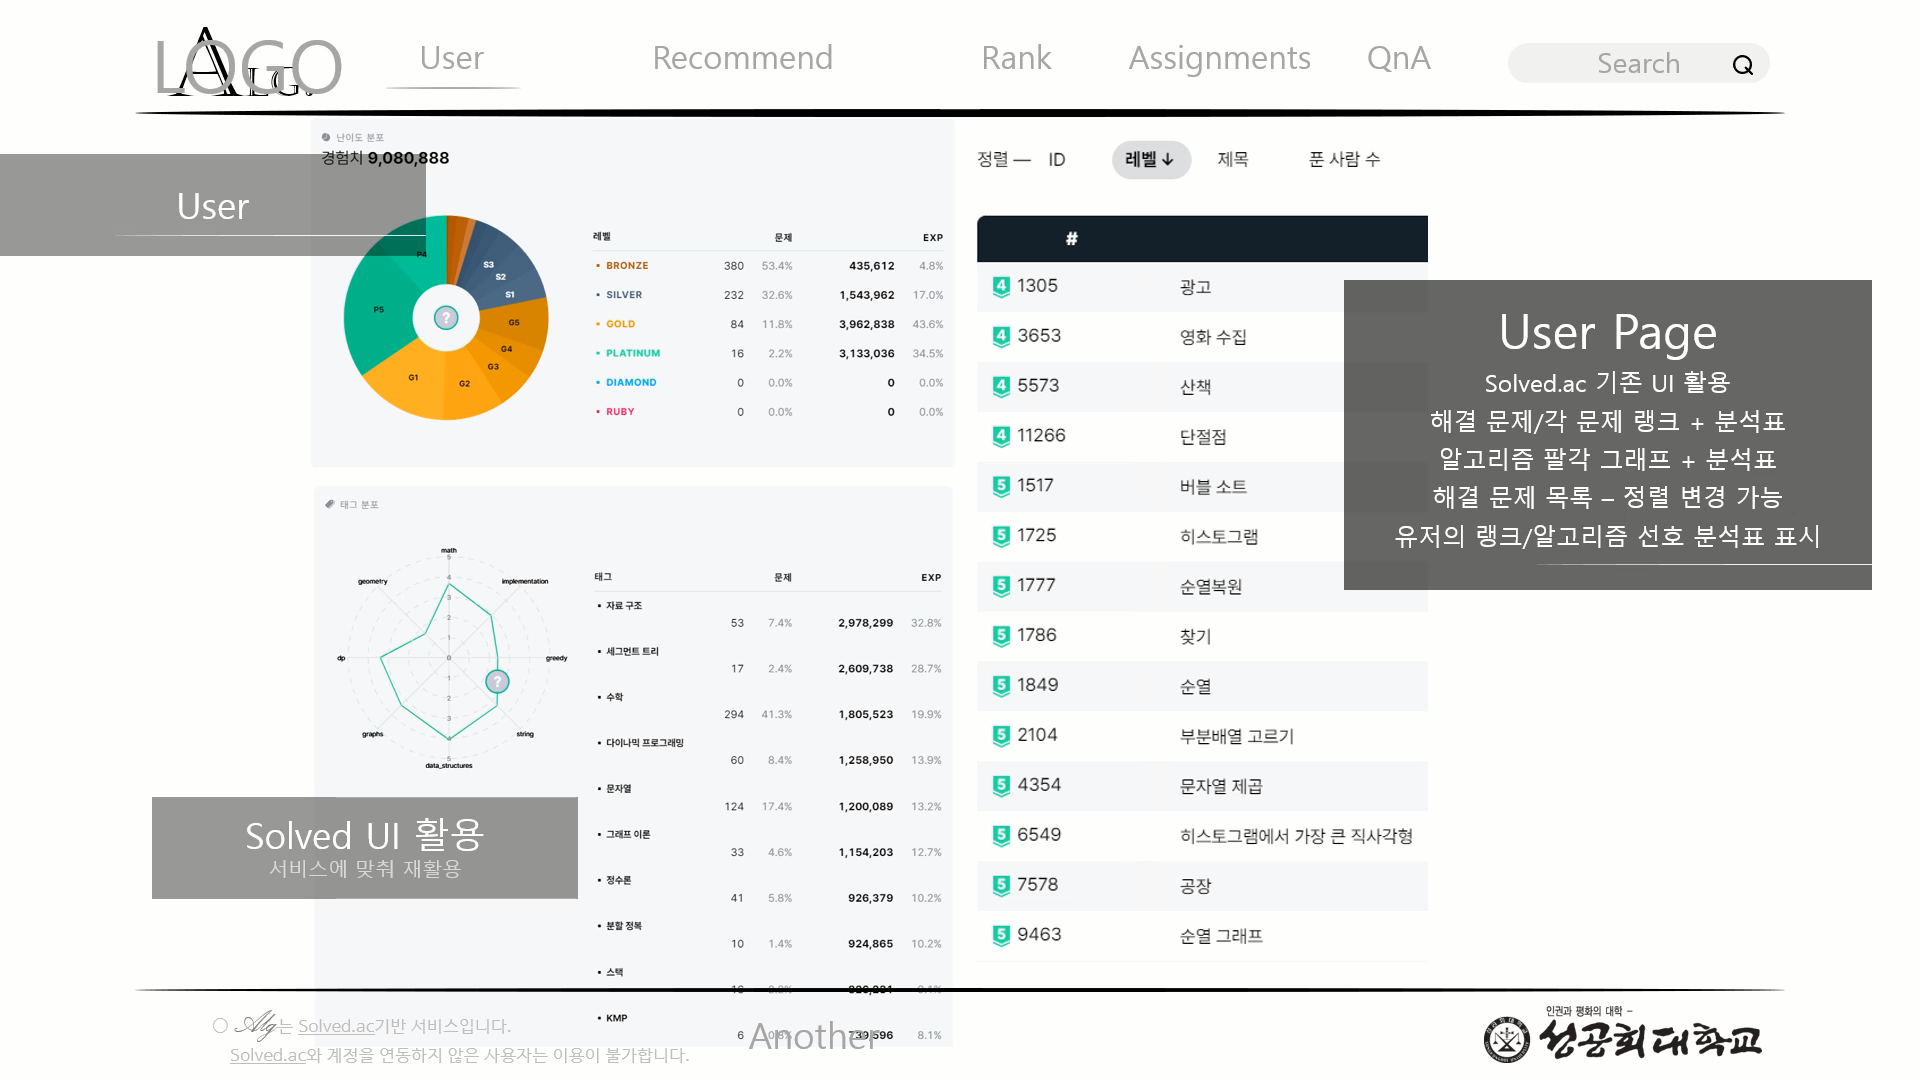 LOGO
ALG.
User
Recommend
Rank
Assignments
QnA
Search
난이도 분포
경험치 9,080,888
User
P4
S3
S2
S1
P5
G5
G4
G3
G1
G2
?
레벨 문제 EXP
BRONZE 380 53.4% 435,612 4.8%
SILVER 232 32.6% 1,543,962 17.0%
GOLD 84 11.8% 3,962,838 43.6%
PLATINUM 16 2.2% 3,133,036 34.5%
DIAMOND 0 0.0% 0 0.0%
RUBY 0 0.0% 0 0.0%
태그 분포
math
5
geometry
4
implementation
3
2
1
dp
0
greedy
1
?
2
3
graphs
4
string
5
data_structures
태그 문제 EXP
자료 구조
53 7.4% 2,978,299 32.8%
세그먼트 트리
17 2.4% 2,609,738 28.7%
수학
294 41.3% 1,805,523 19.9%
다이나믹 프로그래밍
60 8.4% 1,258,950 13.9%
문자열
124 17.4% 1,200,089 13.2%
그래프 이론
33 4.6% 1,154,203 12.7%
정수론
41 5.8% 926,379 10.2%
분할 정복
10 1.4% 924,865 10.2%
스택
KMP
6 0.8% 739,596 8.1%
Solved UI 활용
서비스에 맞춰 재활용
정렬 — ID 레벨 ↓ 제목 푼 사람 수
#
4 1305 광고
4 3653 영화 수집
4 5573 산책
4 11266 단절점
5 1517 버블 소트
5 1725 히스토그램
5 1777 순열복원
5 1786 찾기
5 1849 순열
5 2104 부분배열 고르기
5 4354 문자열 제곱
5 6549 히스토그램에서 가장 큰 직사각형
5 7578 공장
5 9463 순열 그래프
User Page
Solved.ac 기존 UI 활용
해결 문제/각 문제 랭크 + 분석표
알고리즘 팔각 그래프 + 분석표
해결 문제 목록 – 정렬 변경 가능
유저의 랭크/알고리즘 선호 분석표 표시
Alg는 Solved.ac기반 서비스입니다.
Solved.ac와 계정을 연동하지 않은 사용자는 이용이 불가합니다.
Another
인권과 평화의 대학 –
성공회대학교